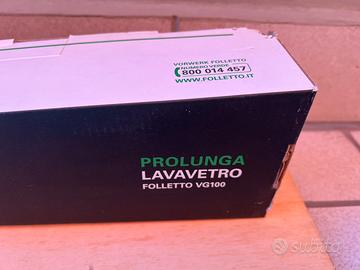 VORWERK FOLLETTO
NUMERO VERDE
800 014 457
WWW.FOLLETTO.IT
PROLUNGA
LAVAVETRO
FOLLETTO VG100
subito